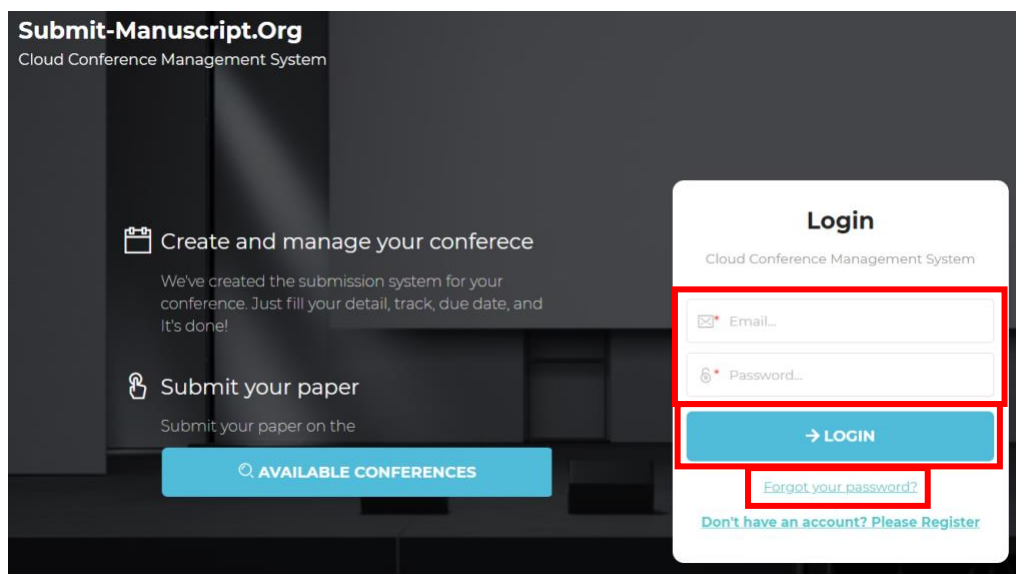 Submit-Manuscript.Org
Cloud Conference Management System
Create and manage your conferece
We've created the submission system for your
conference. Just fill your detail, track, due date, and
It's done!
Submit your paper
Submit your paper on the
AVAILABLE CONFERENCES
Login
Cloud Conference Management System
* Email...
* Password...
→ LOGIN
Forgot your password?
Don't have an account? Please Register